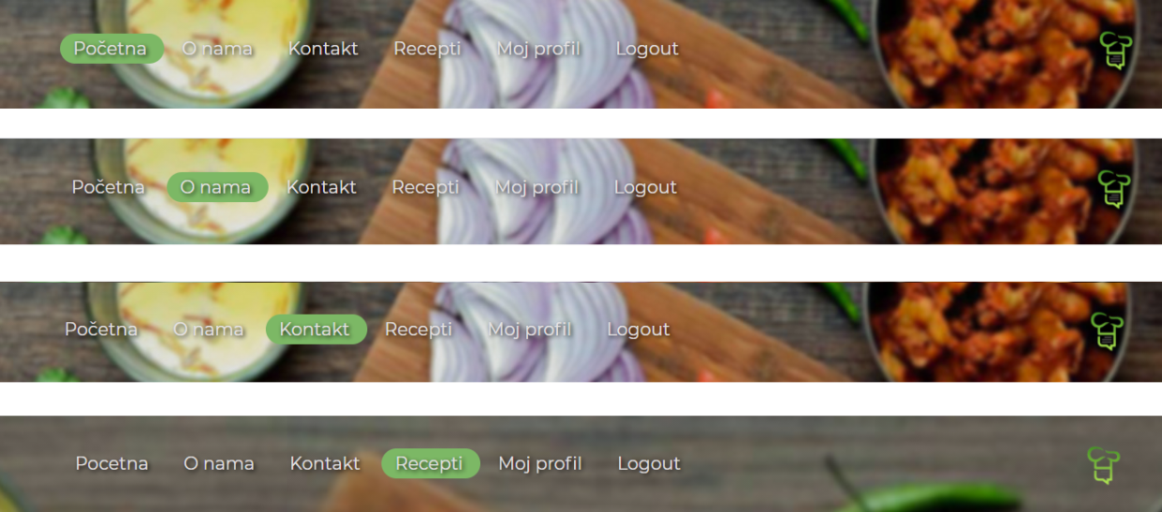 Početna O nama Kontakt Recepti Moj profil Logout
Početna O nama Kontakt Recepti Moj profil Logout
Početna O nama Kontakt Recepti Moj profil Logout
Pocetna O nama Kontakt Recepti Moj profil Logout